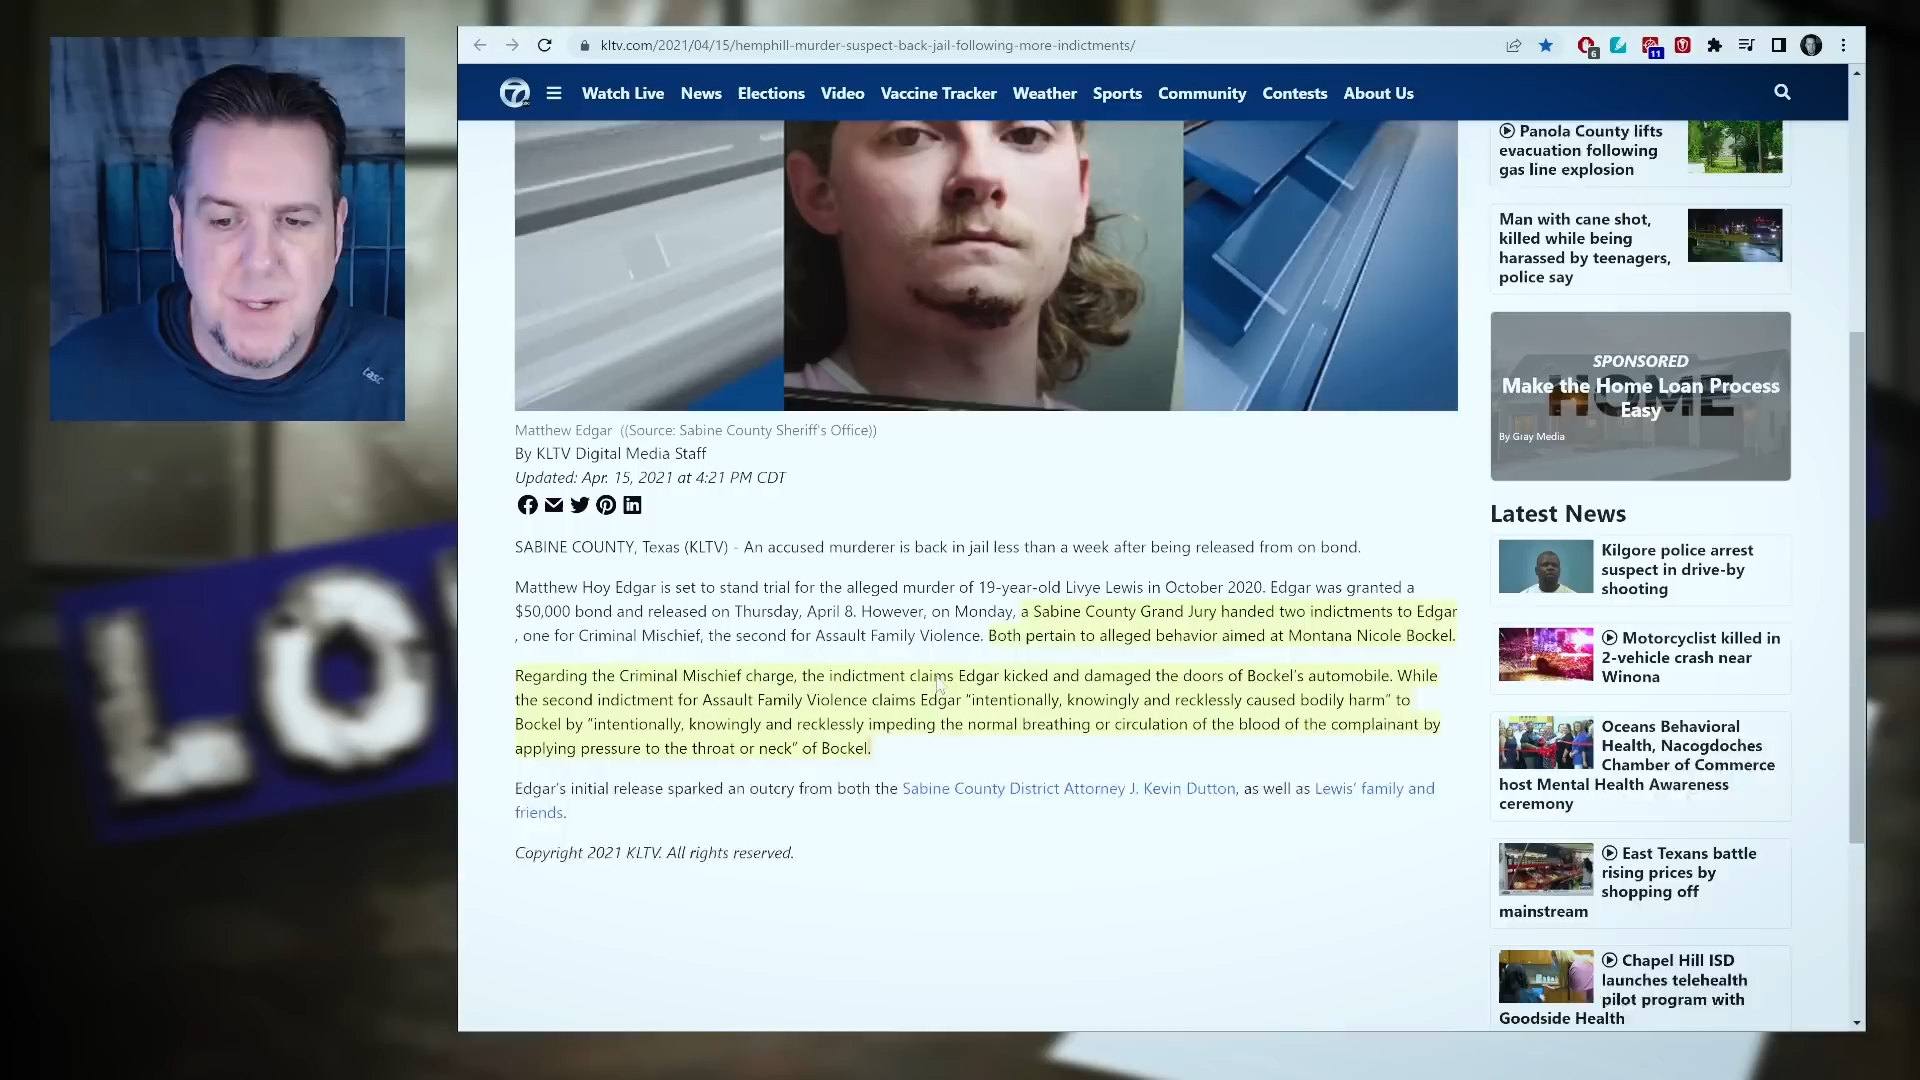 kltv.com/2021/04/15/hemphill-murder-suspect-back-jail-following-more-indictments/
6
11
7
Watch Live News Elections Video Vaccine Tracker Weather Sports Community Contests About Us
Panola County lifts
evacuation following
gas line explosion
Man with cane shot,
killed while being
harassed by teenagers,
police say
SPONSORED
Make the Home Loan Process
Easy
HOME
By Gray Media
tasc
Matthew Edgar ((Source: Sabine County Sheriff's Office))
By KLTV Digital Media Staff
Updated: Apr. 15, 2021 at 4:21 PM CDT
SABINE COUNTY, Texas (KLTV) - An accused murderer is back in jail less than a week after being released from on bond.
Matthew Hoy Edgar is set to stand trial for the alleged murder of 19-year-old Livye Lewis in October 2020. Edgar was granted a
$50,000 bond and released on Thursday, April 8. However, on Monday, a Sabine County Grand Jury handed two indictments to Edgar
, one for Criminal Mischief, the second for Assault Family Violence. Both pertain to alleged behavior aimed at Montana Nicole Bockel.
Regarding the Criminal Mischief charge, the indictment claims Edgar kicked and damaged the doors of Bockel's automobile. While
the second indictment for Assault Family Violence claims Edgar "intentionally, knowingly and recklessly caused bodily harm" to
Bockel by "intentionally, knowingly and recklessly impeding the normal breathing or circulation of the blood of the complainant by
applying pressure to the throat or neck" of Bockel.
Edgar's initial release sparked an outcry from both the Sabine County District Attorney J. Kevin Dutton, as well as Lewis' family and
friends.
Copyright 2021 KLTV. All rights reserved.
Latest News
Kilgore police arrest
suspect in drive-by
shooting
Motorcyclist killed in
2-vehicle crash near
Winona
Oceans Behavioral
Health, Nacogdoches
Chamber of Commerce
host Mental Health Awareness
ceremony
East Texans battle
rising prices by
shopping off
mainstream
Chapel Hill ISD
launches telehealth
pilot program with
Goodside Health
LO